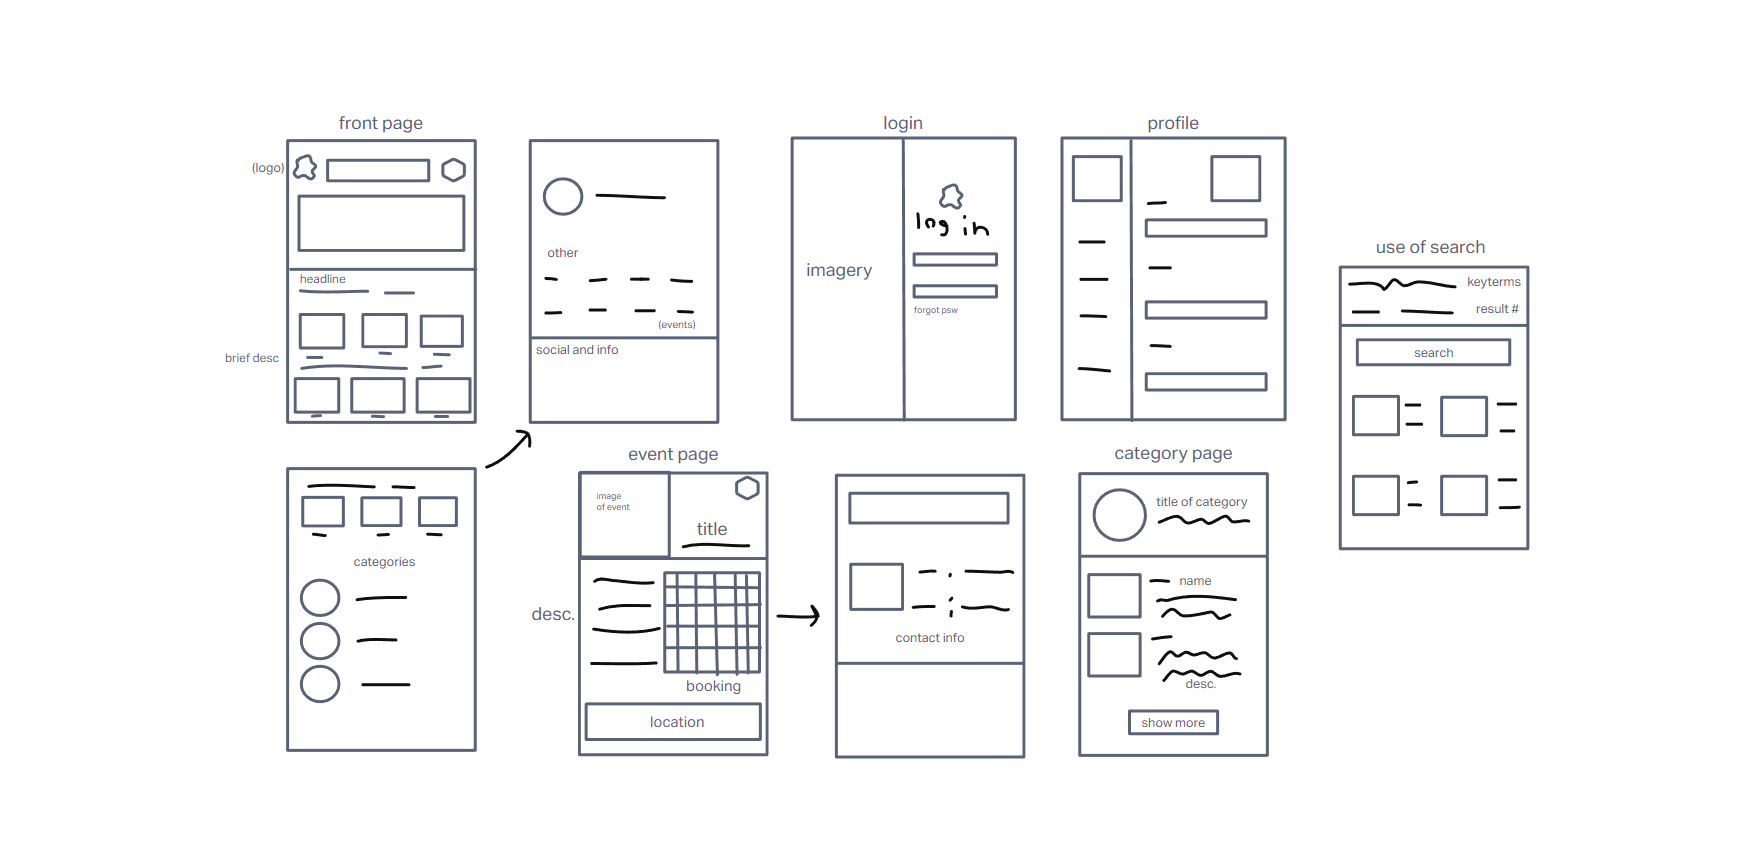 front page
(logo)
headline
brief desc
other
(events)
social and info
login
imagery
log in
forgot psw
profile
use of search
keyterms
result #
search
categories
event page
image
of event
title
desc.
booking
location
contact info
category page
title of category
name
desc.
show more